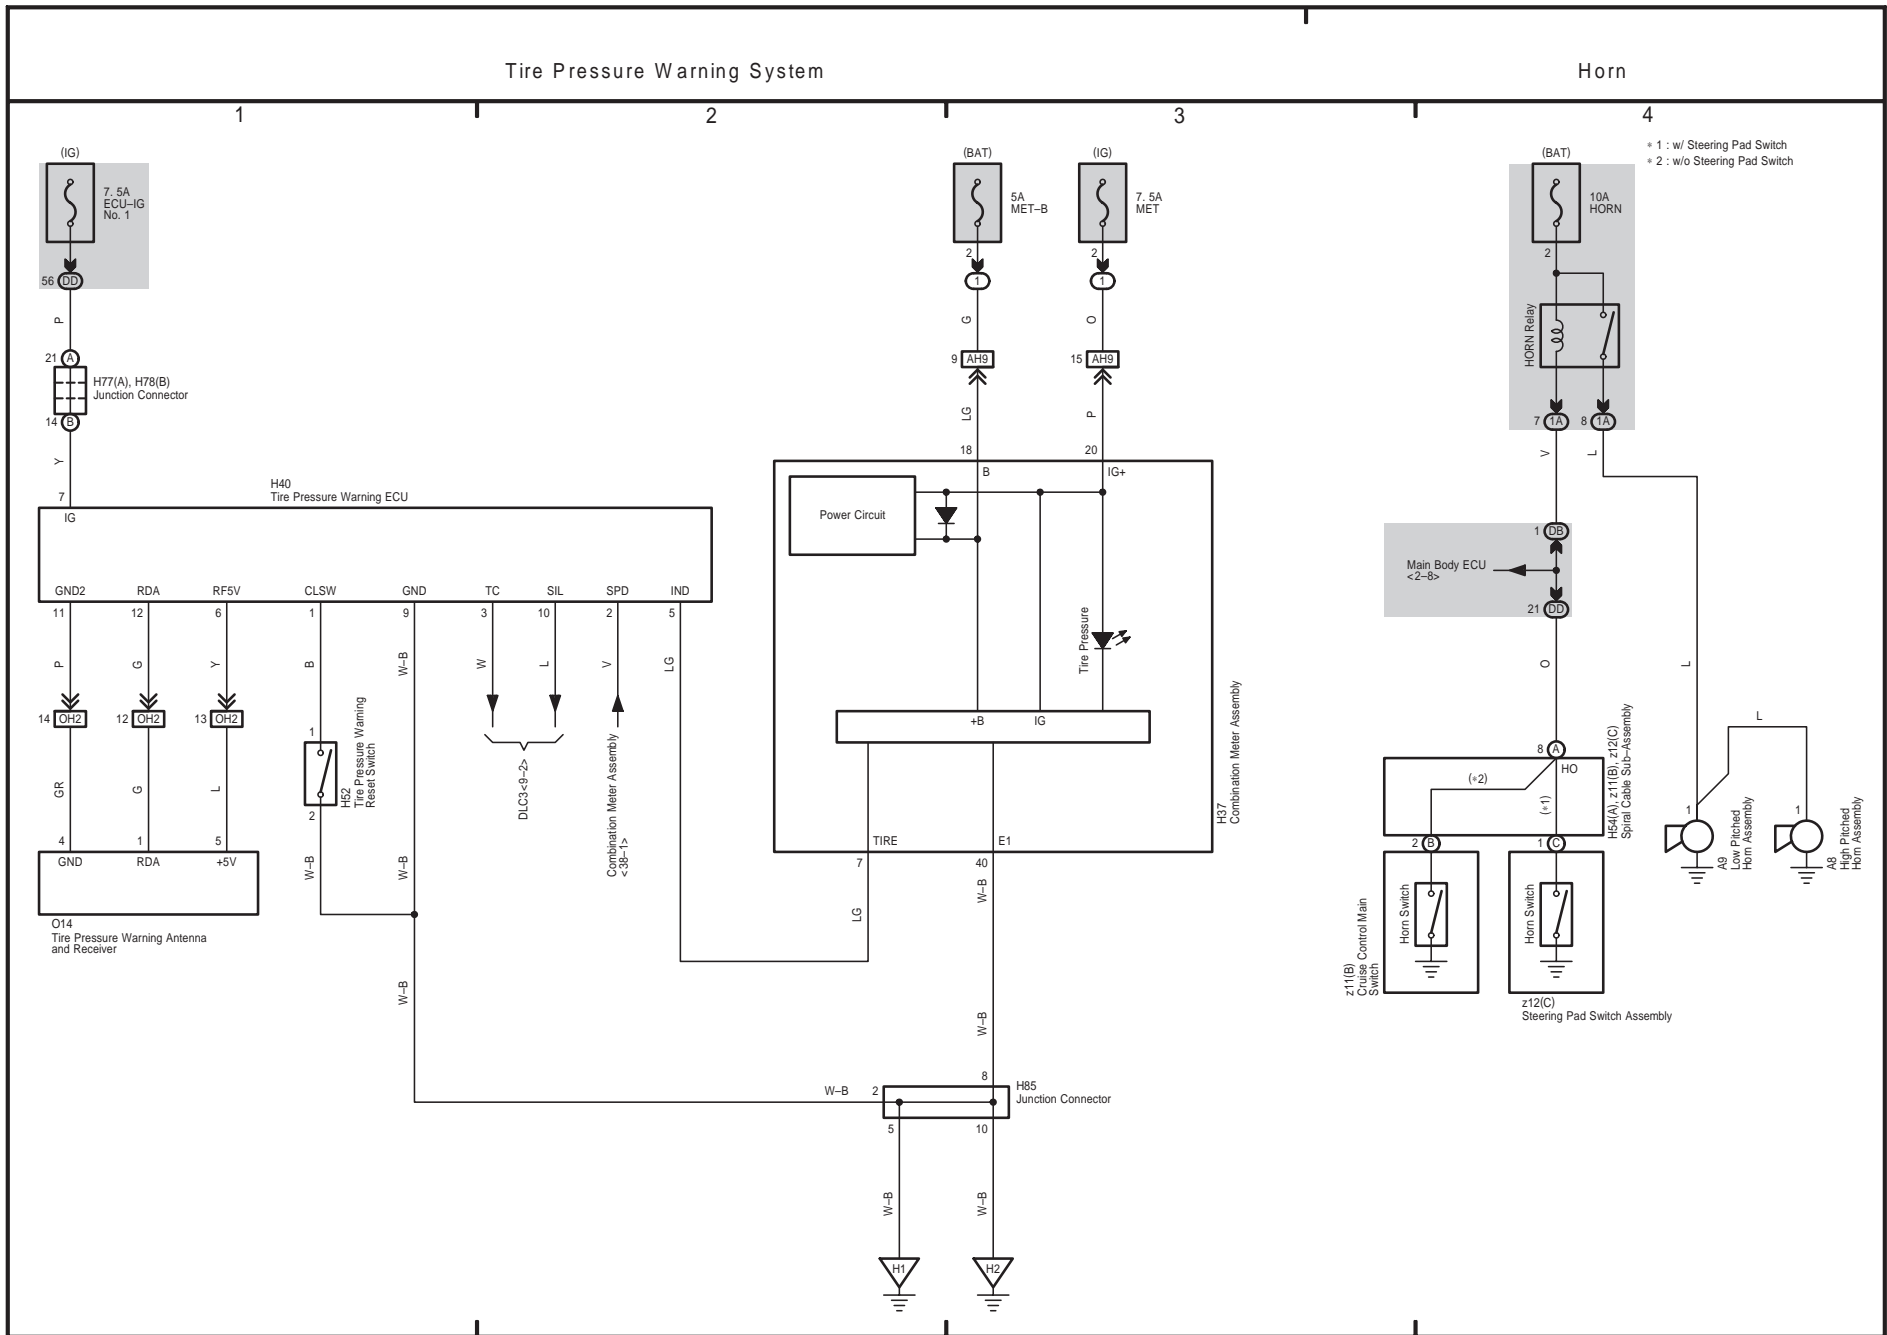 Tire Pressure Warning System
Horn
1
2
3
4
∗ 1 : w/ Steering Pad Switch
∗ 2 : w/o Steering Pad Switch
(IG)
7. 5A
ECU–IG
No. 1
56
DD
P
21
A
H77(A), H78(B)
Junction Connector
14
B
Y
7
H40
Tire Pressure Warning ECU
IG
GND2
RDA
RF5V
CLSW
GND
TC
SIL
SPD
IND
11
12
6
1
9
3
10
2
5
P
G
Y
B
W–B
W
L
V
LG
14
OH2
12
OH2
13
OH2
GR
G
L
4
1
5
GND
RDA
+5V
O14
Tire Pressure Warning Antenna
and Receiver
1
2
H52
Tire Pressure Warning
Reset Switch
W–B
W–B
W–B
DLC3<9–2>
Combination Meter Assembly
<38–1>
(BAT)
5A
MET–B
2
1
G
9
AH9
LG
18
B
(IG)
7. 5A
MET
2
1
O
15
AH9
P
20
IG+
Power Circuit
Tire Pressure
+B
IG
TIRE
E1
H37
Combination Meter Assembly
7
40
LG
W–B
W–B
8
W–B
2
H85
Junction Connector
5
10
W–B
W–B
H1
H2
(BAT)
10A
HORN
2
HORN Relay
7
1A
8
1A
V
L
1
DB
Main Body ECU
<2–8>
21
DD
O
L
L
8
A
HO
(∗2)
(∗1)
H54(A), z11(B), z12(C)
Spiral Cable Sub–Assembly
2
B
1
C
Horn Switch
Horn Switch
z11(B)
Cruise Control Main
Switch
z12(C)
Steering Pad Switch Assembly
1
A9
Low Pitched
Horn Assembly
1
A8
High Pitched
Horn Assembly